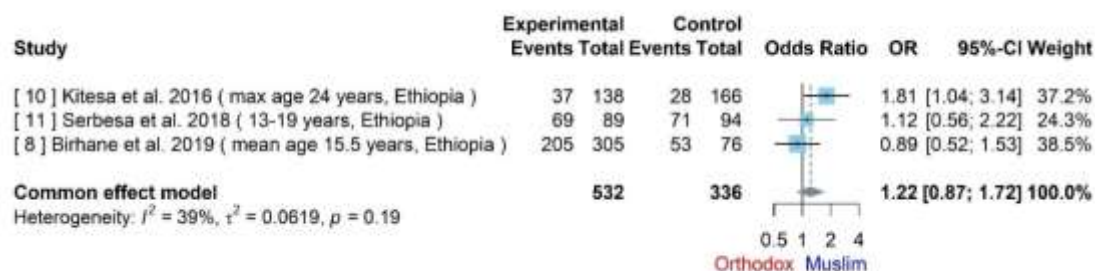 Experimental Control
Study Events Total Events Total Odds Ratio OR 95%-CI Weight
[ 10 ] Kitesa et al. 2016 ( max age 24 years, Ethiopia ) 37 138 28 166 1.81 [1.04; 3.14] 37.2%
[ 11 ] Serbesa et al. 2018 ( 13-19 years, Ethiopia ) 69 89 71 94 1.12 [0.56; 2.22] 24.3%
[ 8 ] Birhane et al. 2019 ( mean age 15.5 years, Ethiopia ) 205 305 53 76 0.89 [0.52; 1.53] 38.5%
Common effect model 532 336 1.22 [0.87; 1.72] 100.0%
Heterogeneity: I² = 39%, τ² = 0.0619, p = 0.19
0.5 1 2 4
Orthodox Muslim